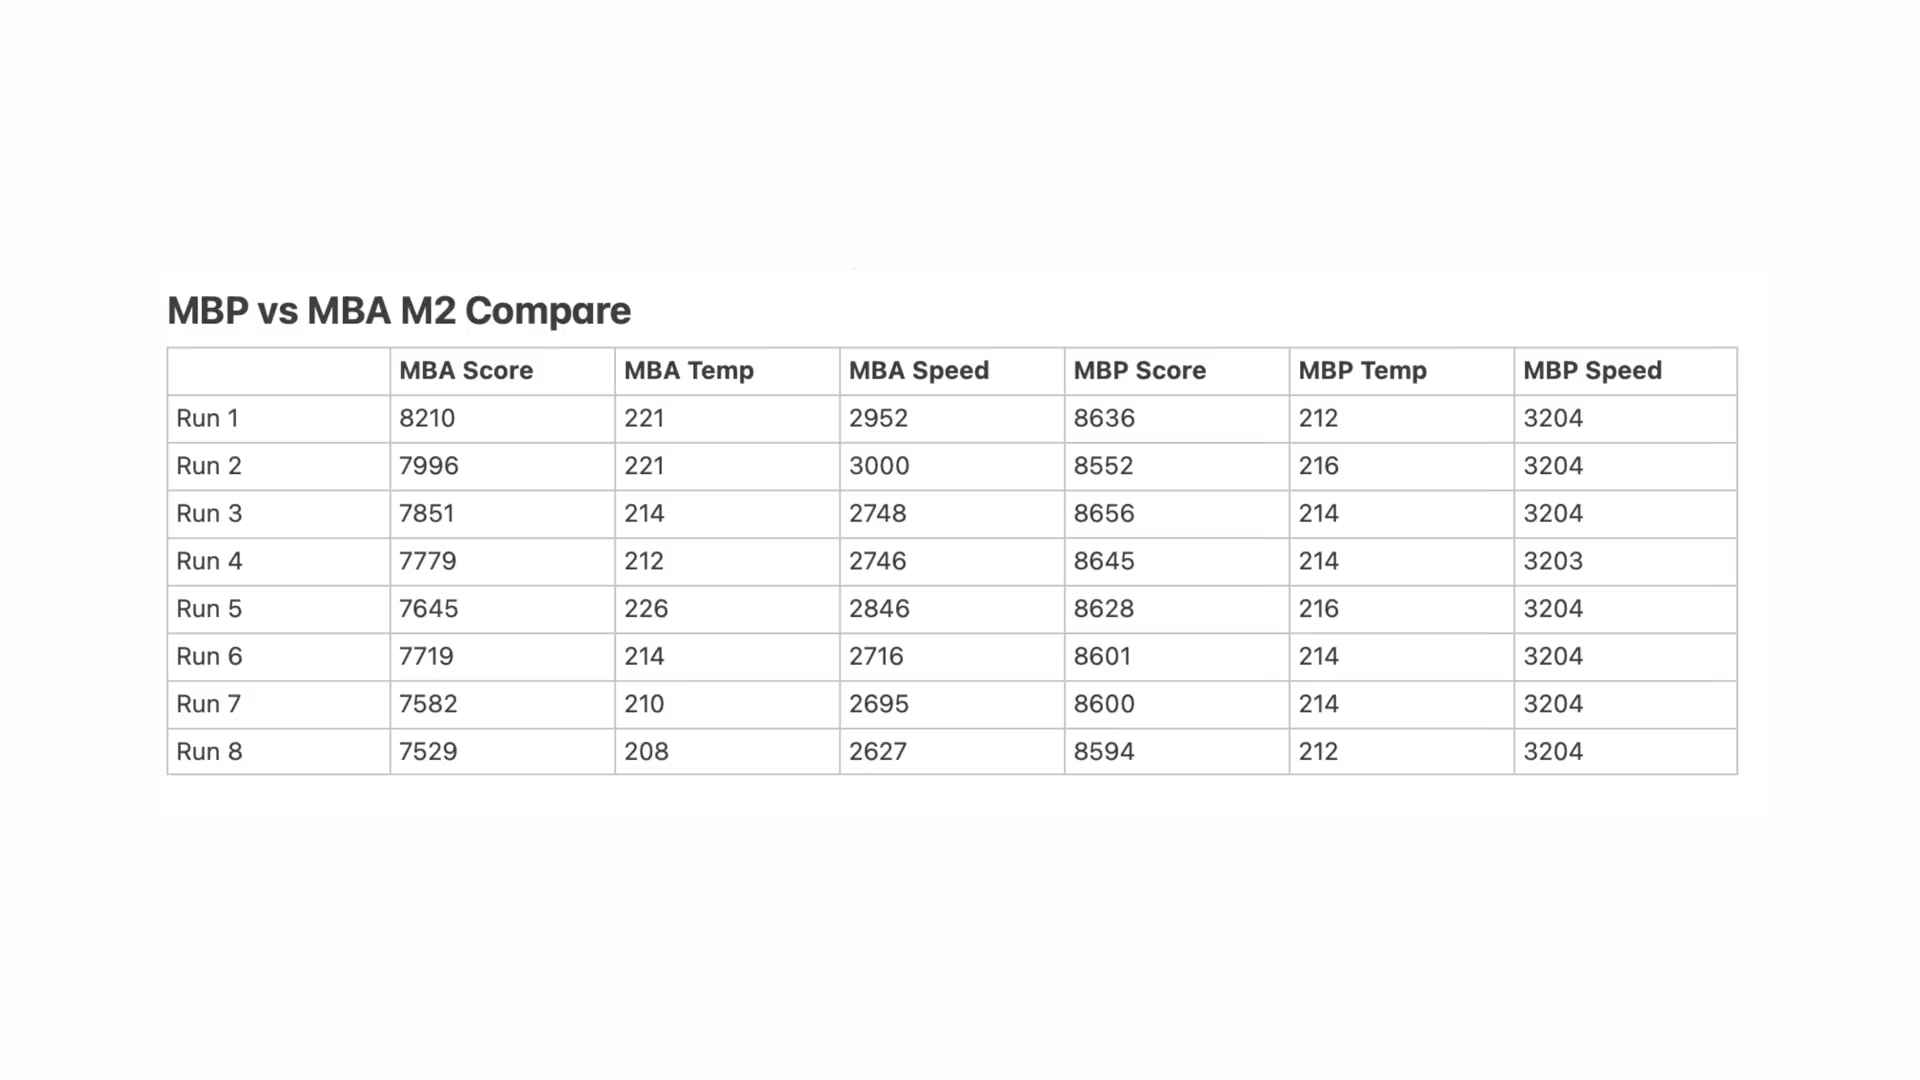 MBP vs MBA M2 Compare
MBA Score MBA Temp MBA Speed MBP Score MBP Temp MBP Speed
Run 1 8210 221 2952 8636 212 3204
Run 2 7996 221 3000 8552 216 3204
Run 3 7851 214 2748 8656 214 3204
Run 4 7779 212 2746 8645 214 3203
Run 5 7645 226 2846 8628 216 3204
Run 6 7719 214 2716 8601 214 3204
Run 7 7582 210 2695 8600 214 3204
Run 8 7529 208 2627 8594 212 3204